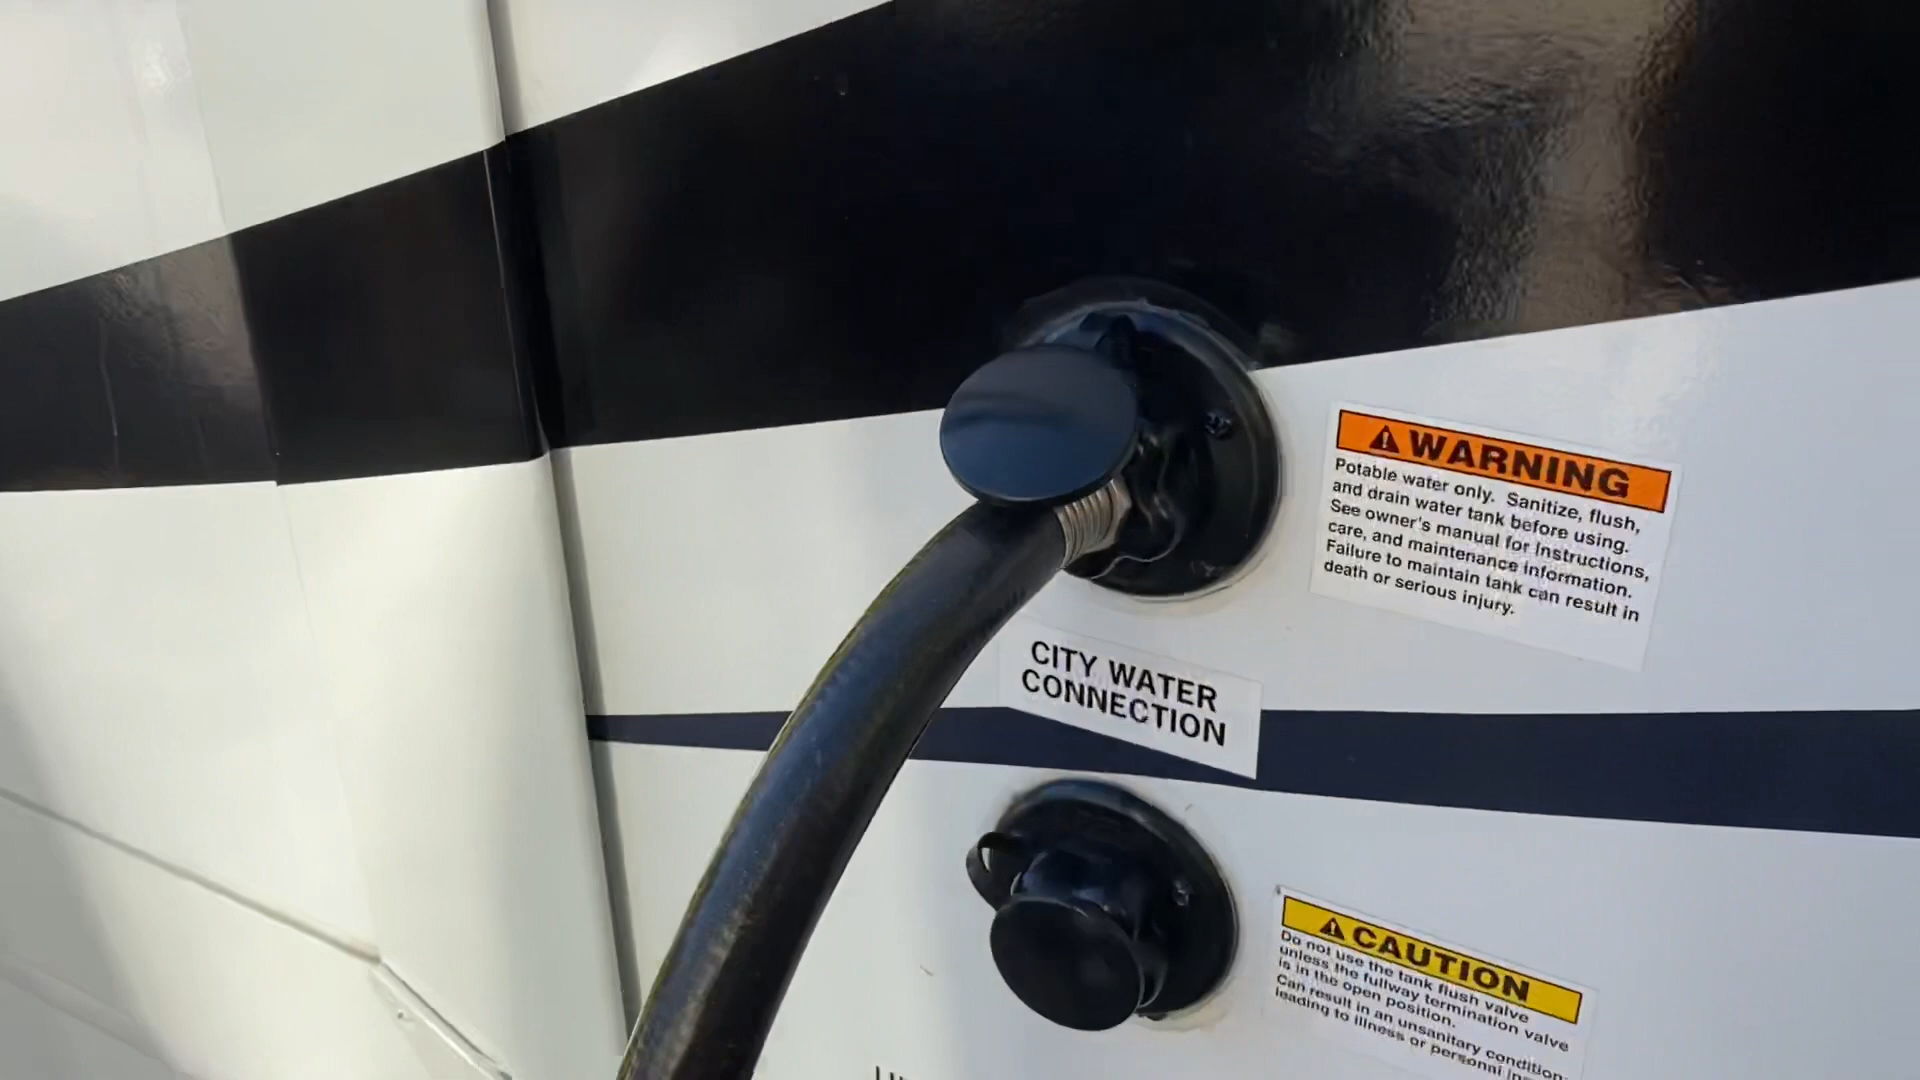 WARNING
Potable water only. Sanitize, flush,
and drain water tank before using.
See owner's manual for Instructions,
care, and maintenance Information.
Failure to maintain tank can result in
death or serious injury.
CITY WATER
CONNECTION
CAUTION
Do not use the tank flush valve
unless the fullway termination valve
is in the open position.
Can result in an unsanitary condition,
leading to illness or personal